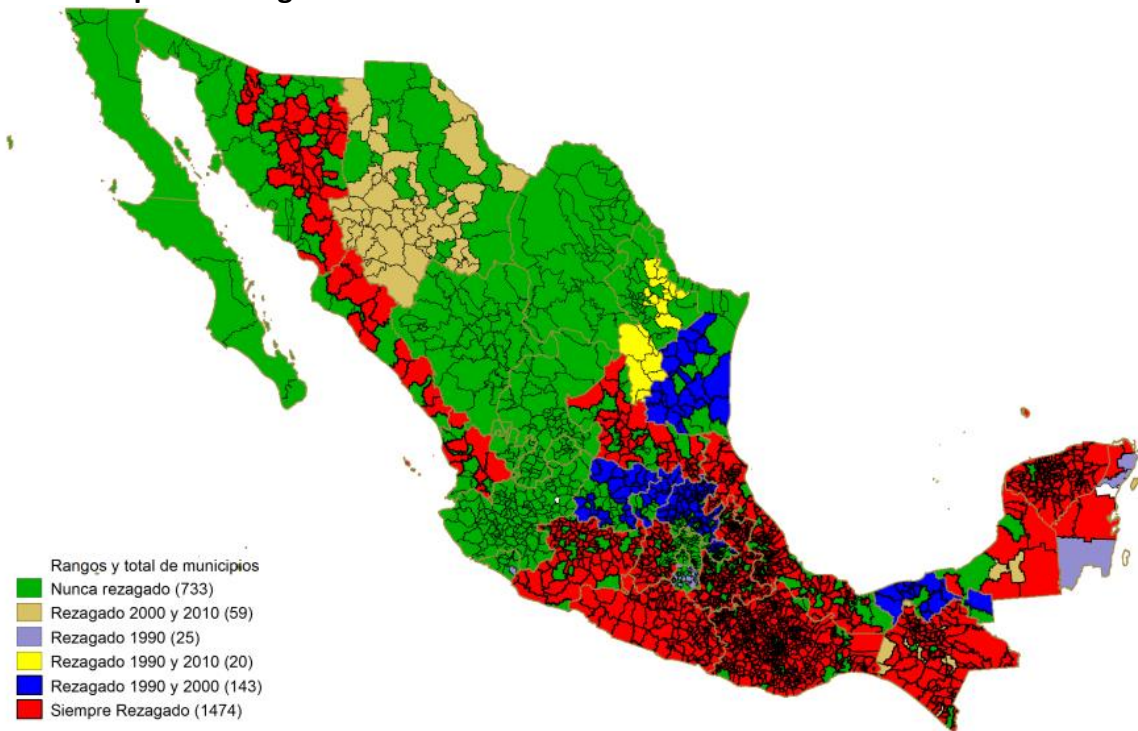 Rangos y total de municipios
Nunca rezagado (733)
Rezagado 2000 y 2010 (59)
Rezagado 1990 (25)
Rezagado 1990 y 2010 (20)
Rezagado 1990 y 2000 (143)
Siempre Rezagado (1474)